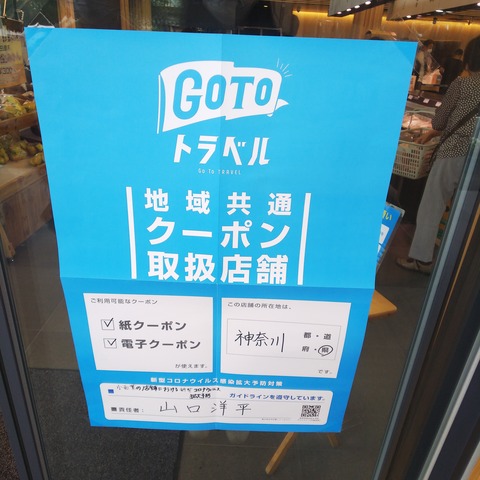 GOTO
トラベル
Go To TRAVEL
地域共通
クーポン
取扱店舗
ご利用可能なクーポン
☑紙クーポン
☑電子クーポン
が使えます。
この店舗の所在地は、
神奈川 都・道
府・県
です。
新型コロナウイルス感染拡大予防対策
ガイドラインを遵守しています。
■責任者： 山口洋平